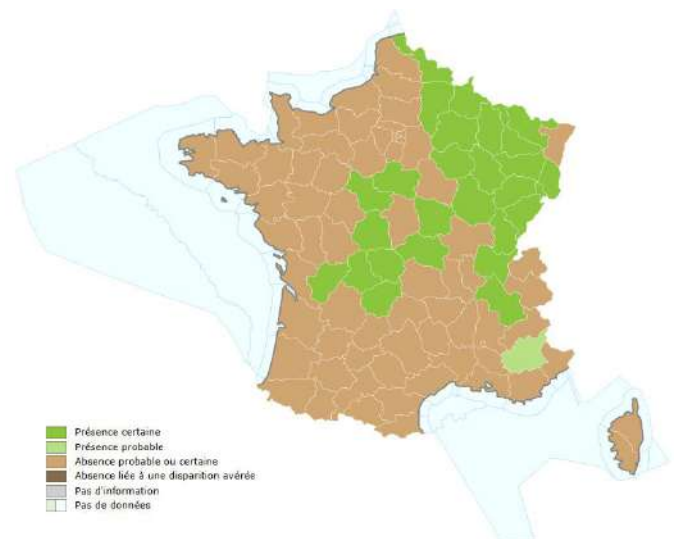 Présence certaine
Présence probable
Absence probable ou certaine
Absence liée à une disparition avérée
Pas d'information
Pas de données